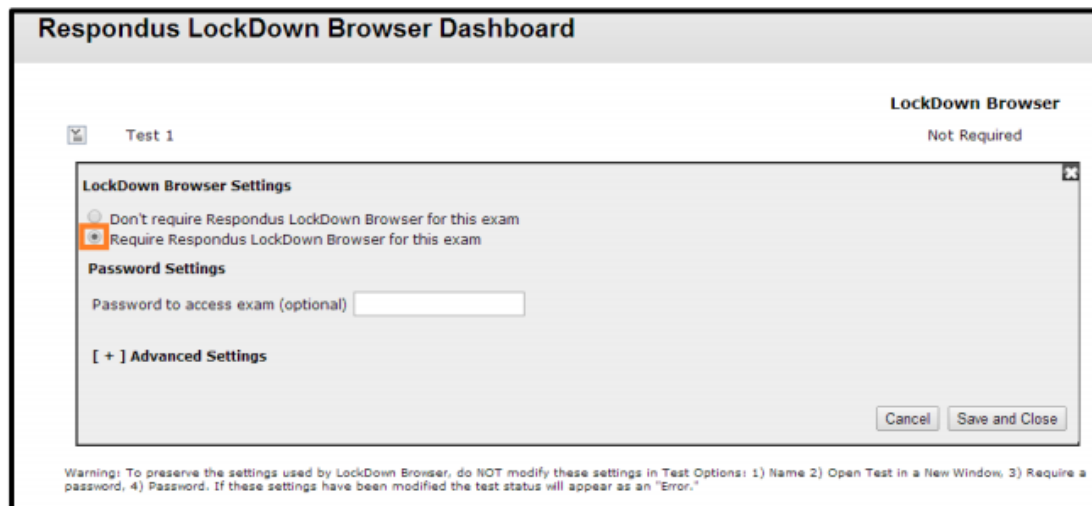 Respondus LockDown Browser Dashboard
LockDown Browser
Test 1 Not Required
LockDown Browser Settings
Don't require Respondus LockDown Browser for this exam
Require Respondus LockDown Browser for this exam
Password Settings
Password to access exam (optional)
[ + ] Advanced Settings
Cancel Save and Close
Warning: To preserve the settings used by LockDown Browser, do NOT modify these settings in Test Options: 1) Name 2) Open Test in a New Window, 3) Require a
password, 4) Password. If these settings have been modified the test status will appear as an "Error."